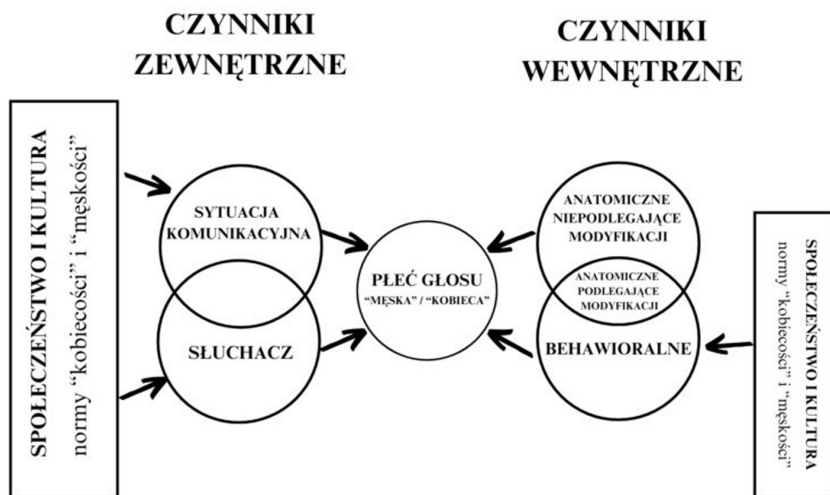 CZYNNIKI
ZEWNĘTRZNE
CZYNNIKI
WEWNĘTRZNE
SPOŁECZEŃSTWO I KULTURA
normy “kobiecości” i “męskości”
SYTUACJA
KOMUNIKACYJNA
SŁUCHACZ
PŁEĆ GŁOSU
“MĘSKA” / “KOBIECA”
ANATOMICZNE
NIEPODLEGAJĄCE
MODYFIKACJI
ANATOMICZNE
PODLEGAJĄCE
MODYFIKACJI
BEHAWIORALNE
SPOŁECZEŃSTWO I KULTURA
normy “kobiecości” i “męskości”